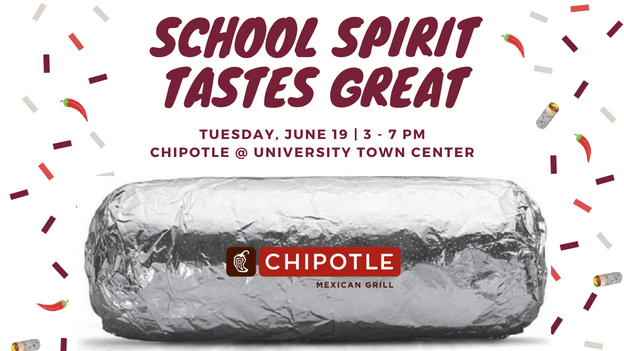 SCHOOL SPIRIT
TASTES GREAT
TUESDAY, JUNE 19 | 3 - 7 PM
CHIPOTLE @ UNIVERSITY TOWN CENTER
CHIPOTLE
MEXICAN GRILL